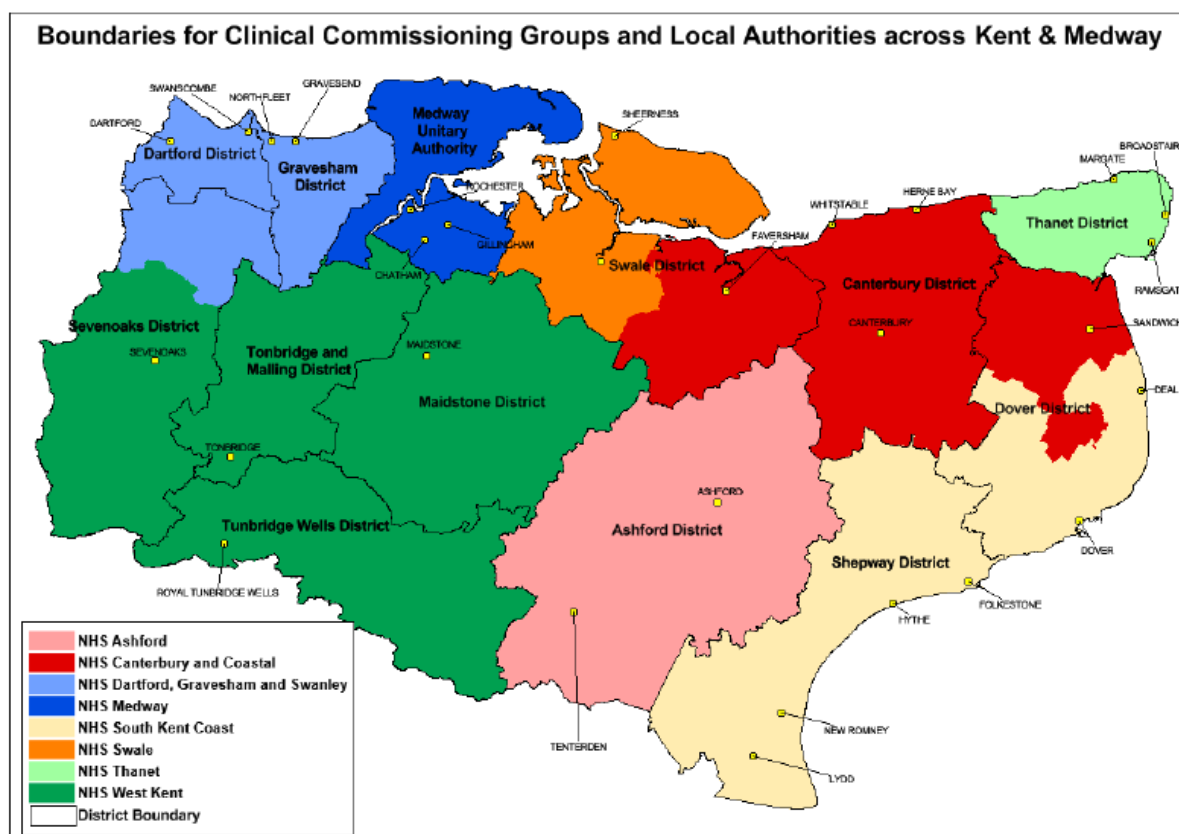 Boundaries for Clinical Commissioning Groups and Local Authorities across Kent & Medway
GRAVESEND
SWANSCOMBE
NORTHFLEET
DARTFORD
Dartford District
Gravesham
District
Medway
Unitary
Authority
SHEERNESS
ROCHESTER
GILLINGHAM
CHATHAM
Swale District
FAVERSHAM
WHITSTABLE
HERNE BAY
MARGATE
BROADSTAIR
Thanet District
RAMSGAT
Canterbury District
CANTERBURY
SANDWICH
DEAL
Dover District
DOVER
Sevenoaks District
SEVENOAKS
Tonbridge and
Malling District
MAIDSTONE
Maidstone District
TONBRIDGE
Tunbridge Wells District
ROYAL TUNBRIDGE WELLS
ASHFORD
Ashford District
TENTERDEN
Shepway District
FOLKESTONE
HYTHE
NEW ROMNEY
LYDD
NHS Ashford
NHS Canterbury and Coastal
NHS Dartford, Gravesham and Swanley
NHS Medway
NHS South Kent Coast
NHS Swale
NHS Thanet
NHS West Kent
District Boundary